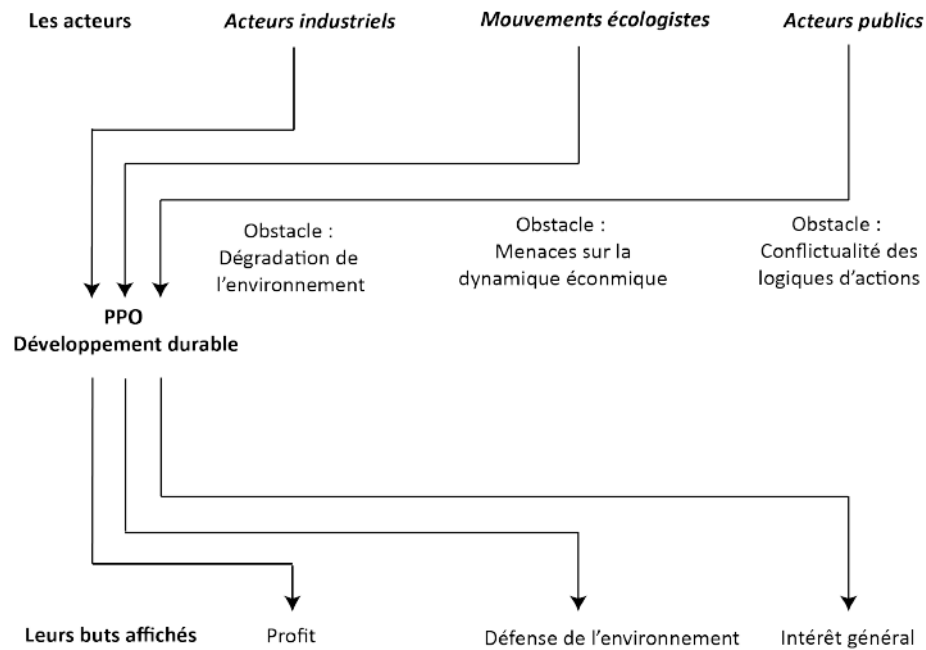 Les acteurs Acteurs industriels Mouvements écologistes Acteurs publics
Obstacle :
Dégradation de
l'environnement
Obstacle :
Menaces sur la
dynamique éconmique
Obstacle :
Conflictualité des
logiques d'actions
PPO
Développement durable
Leurs buts affichés Profit Défense de l'environnement Intérêt général